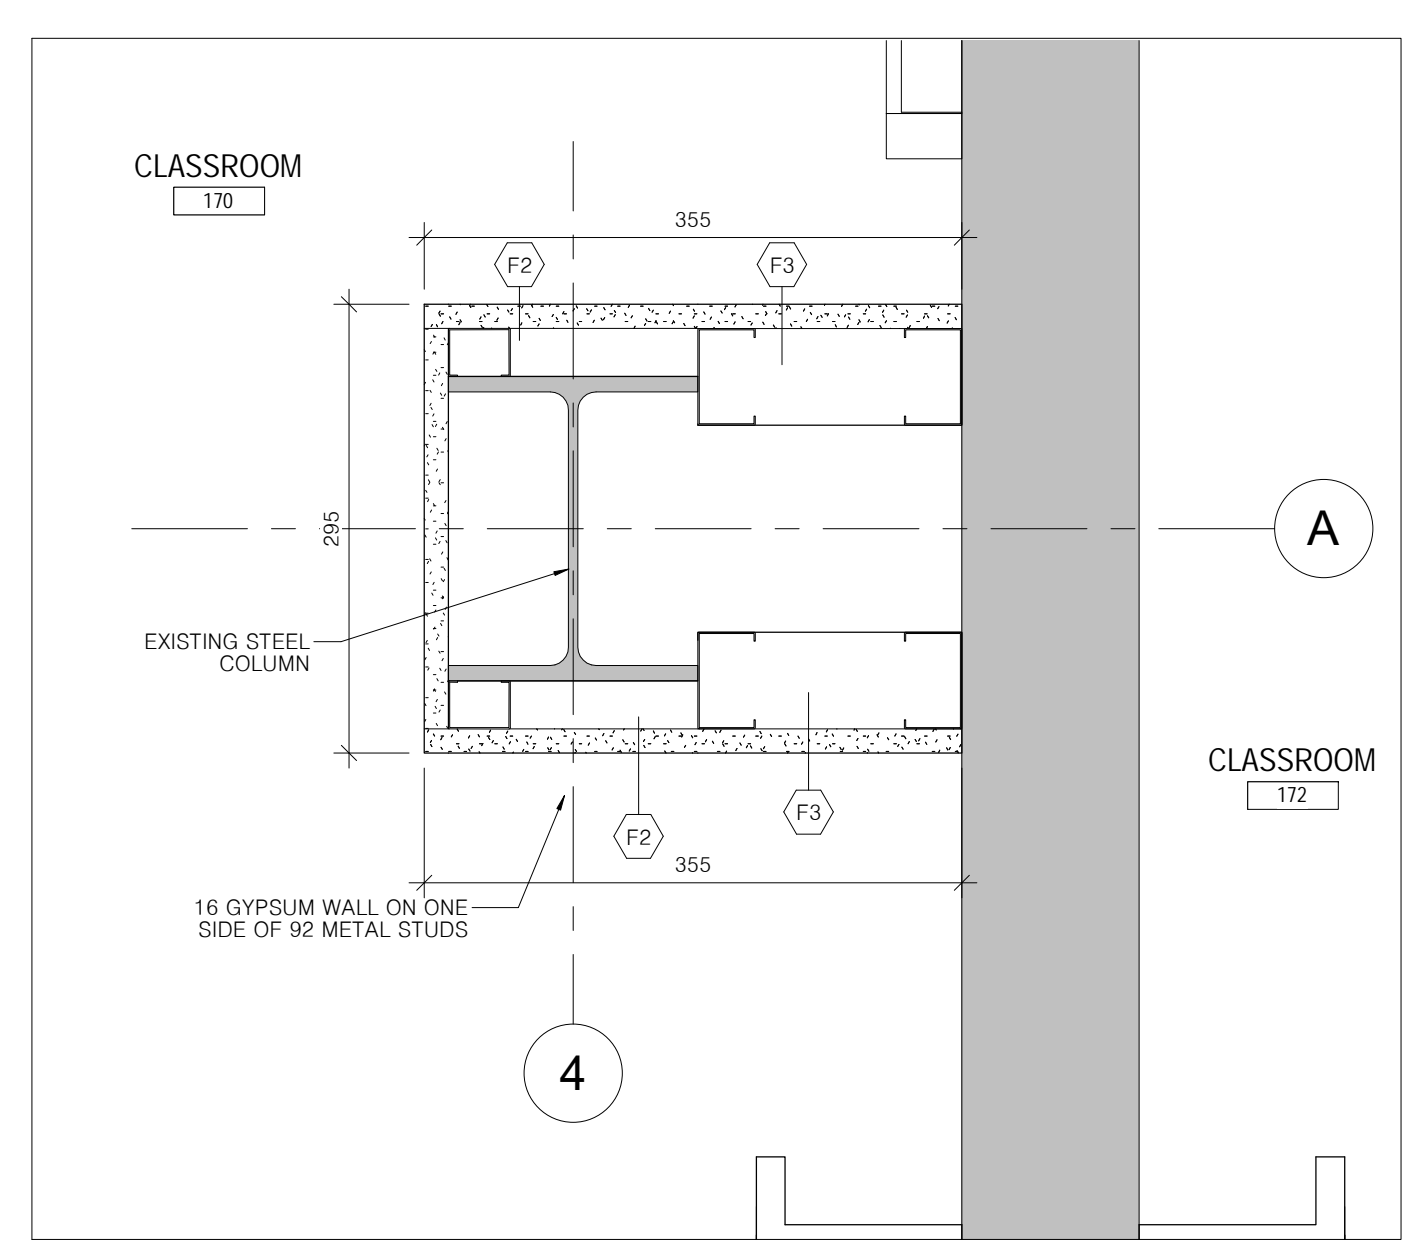 CLASSROOM
170
355
F2
F3
295
A
EXISTING STEEL
COLUMN
CLASSROOM
172
F3
F2
355
16 GYPSUM WALL ON ONE
SIDE OF 92 METAL STUDS
4